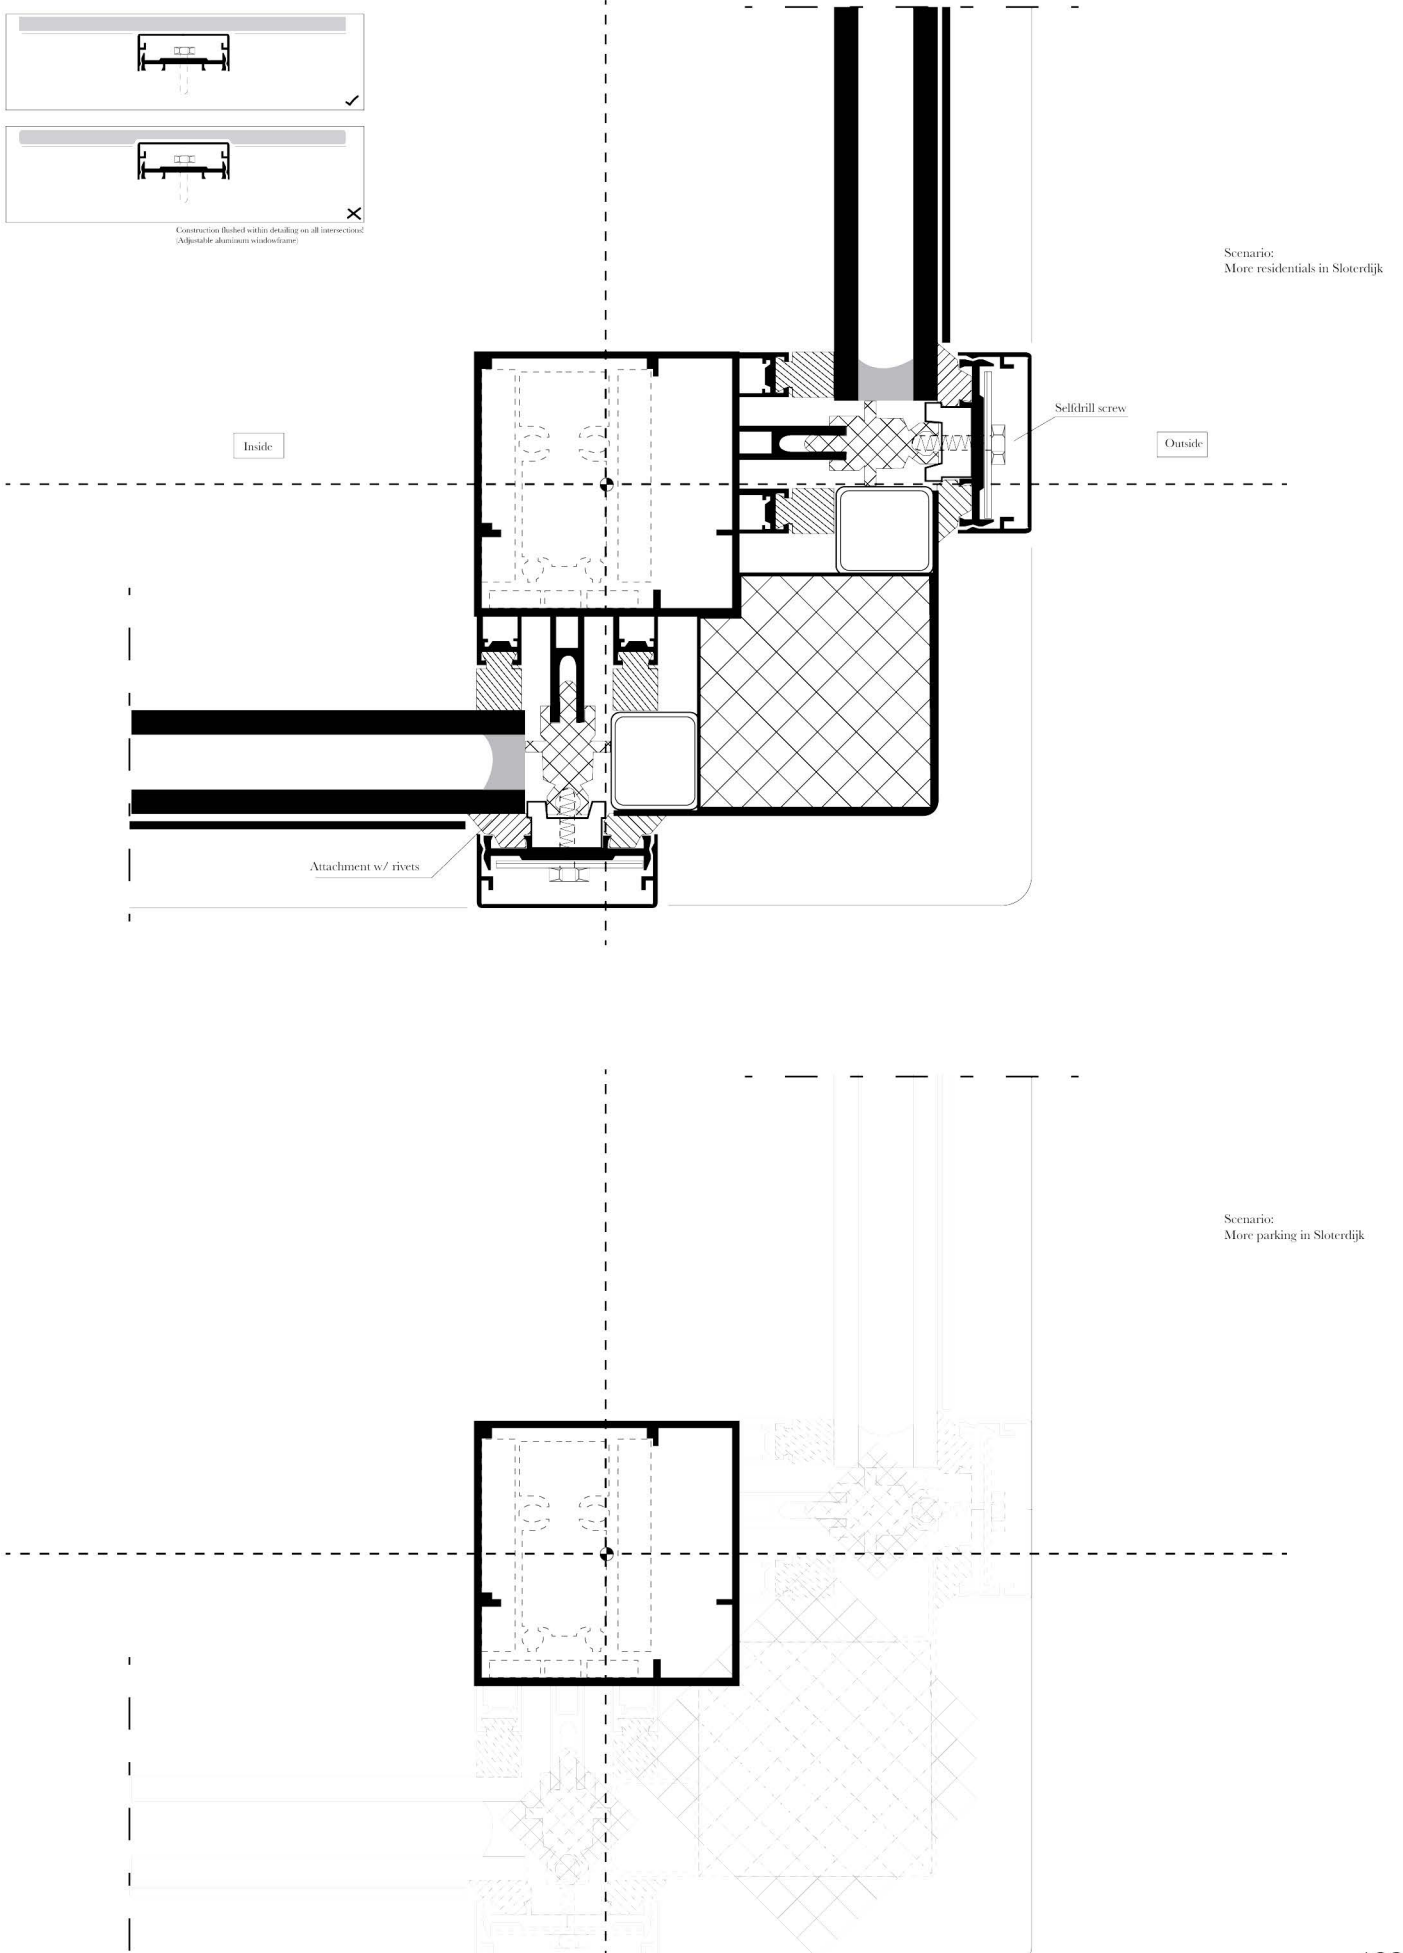 Construction flushed within detailing on all intersections!
(Adjustable aluminum windowframe)
Scenario:
More residentials in Sloterdijk
Selfdrill screw
Inside
Outside
Attachment w/ rivets
Scenario:
More parking in Sloterdijk